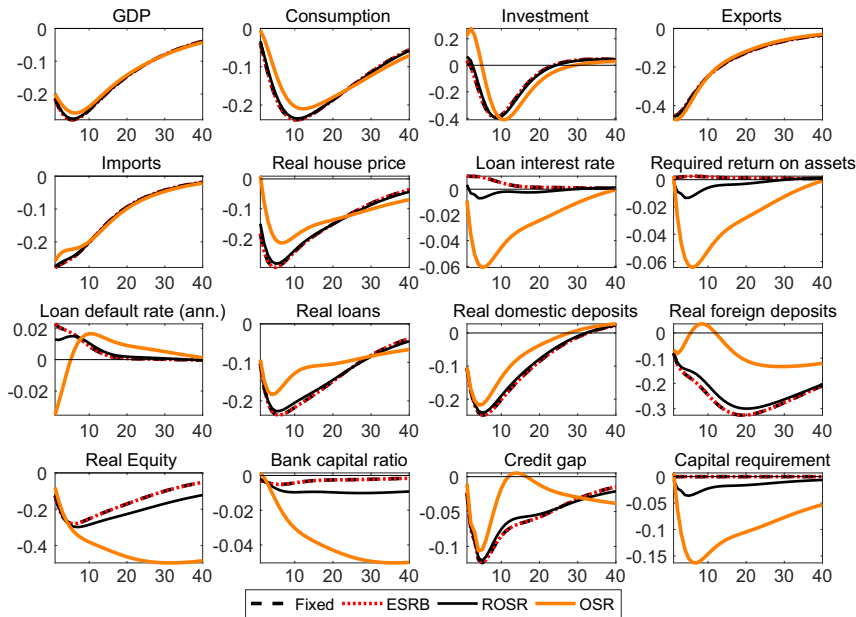 GDP Consumption Investment Exports
0 0 0.2 0
-0.1 -0.1 0 -0.2
-0.2 -0.2 -0.2 -0.4
-0.4
10 20 30 40 10 20 30 40 10 20 30 40 10 20 30 40
Imports Real house price Loan interest rate Required return on assets
0 0 0 0
-0.1 -0.1 -0.02 -0.02
-0.2 -0.2 -0.04 -0.04
-0.06 -0.06
10 20 30 40 10 20 30 40 10 20 30 40 10 20 30 40
Loan default rate (ann.) Real loans Real domestic deposits Real foreign deposits
0.02 0 0 0
0 -0.1 -0.1 -0.1
-0.02 -0.2 -0.2 -0.2
-0.3
10 20 30 40 10 20 30 40 10 20 30 40 10 20 30 40
Real Equity Bank capital ratio Credit gap Capital requirement
0 0 0 0
-0.2 -0.02 -0.05 -0.05
-0.4 -0.04 -0.1 -0.1
-0.15
10 20 30 40 10 20 30 40 10 20 30 40 10 20 30 40
Fixed ESRB ROSR OSR